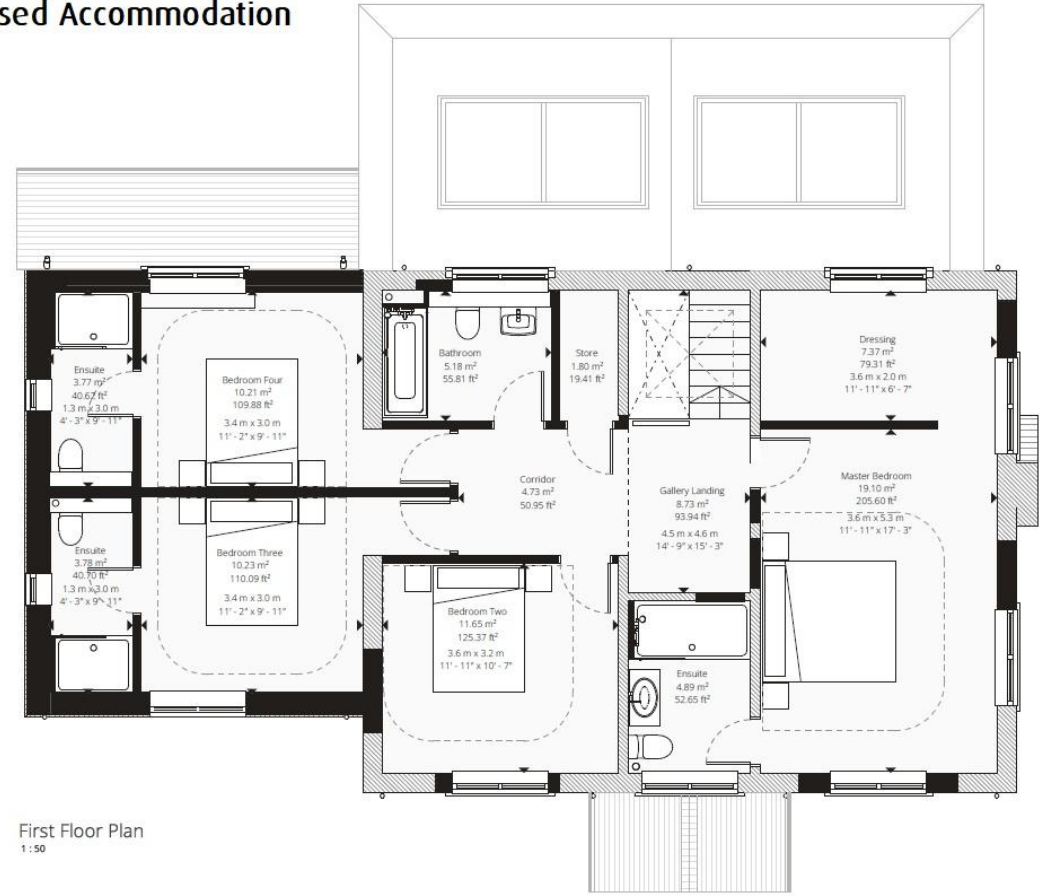 sed Accommodation
Ensuite
3.77 m²
40.62 ft²
1.3 m x 3.0 m
4' - 3" x 9' - 11"
Bedroom Four
10.21 m²
109.88 ft²
3.4 m x 3.0 m
11' - 2" x 9' - 11"
Bathroom
5.18 m²
55.81 ft²
Store
1.80 m²
19.41 ft²
Dressing
7.37 m²
79.31 ft²
3.6 m x 2.0 m
11' - 11" x 6' - 7"
Corridor
4.73 m²
50.95 ft²
Gallery Landing
8.73 m²
93.94 ft²
4.5 m x 4.6 m
14' - 9" x 15' - 3"
Master Bedroom
19.10 m²
205.60 ft²
3.6 m x 5.3 m
11' - 11" x 17' - 3"
Ensuite
3.78 m²
40.70 ft²
1.3 m x 3.0 m
4' - 3" x 9' - 11"
Bedroom Three
10.23 m²
110.09 ft²
3.4 m x 3.0 m
11' - 2" x 9' - 11"
Bedroom Two
11.65 m²
125.37 ft²
3.6 m x 3.2 m
11' - 11" x 10' - 7"
Ensuite
4.89 m²
52.65 ft²
First Floor Plan
1 : 50